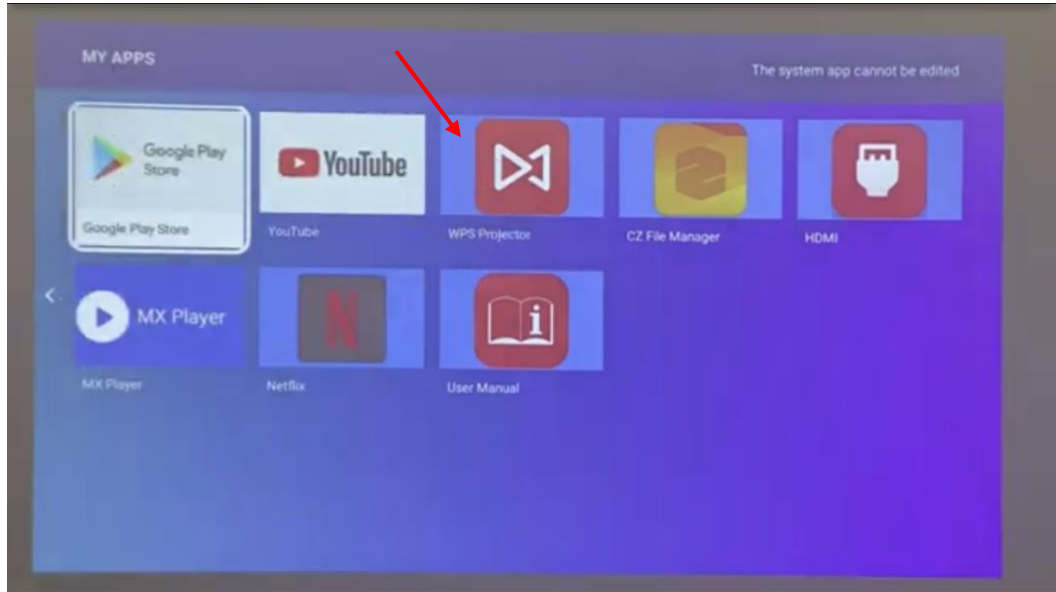 MY APPS
The system app cannot be edited
Google Play
Store
Google Play Store
YouTube
YouTube
WPS Projector
CZ File Manager
HDMI
MX Player
MX Player
N
Netflix
i
User Manual